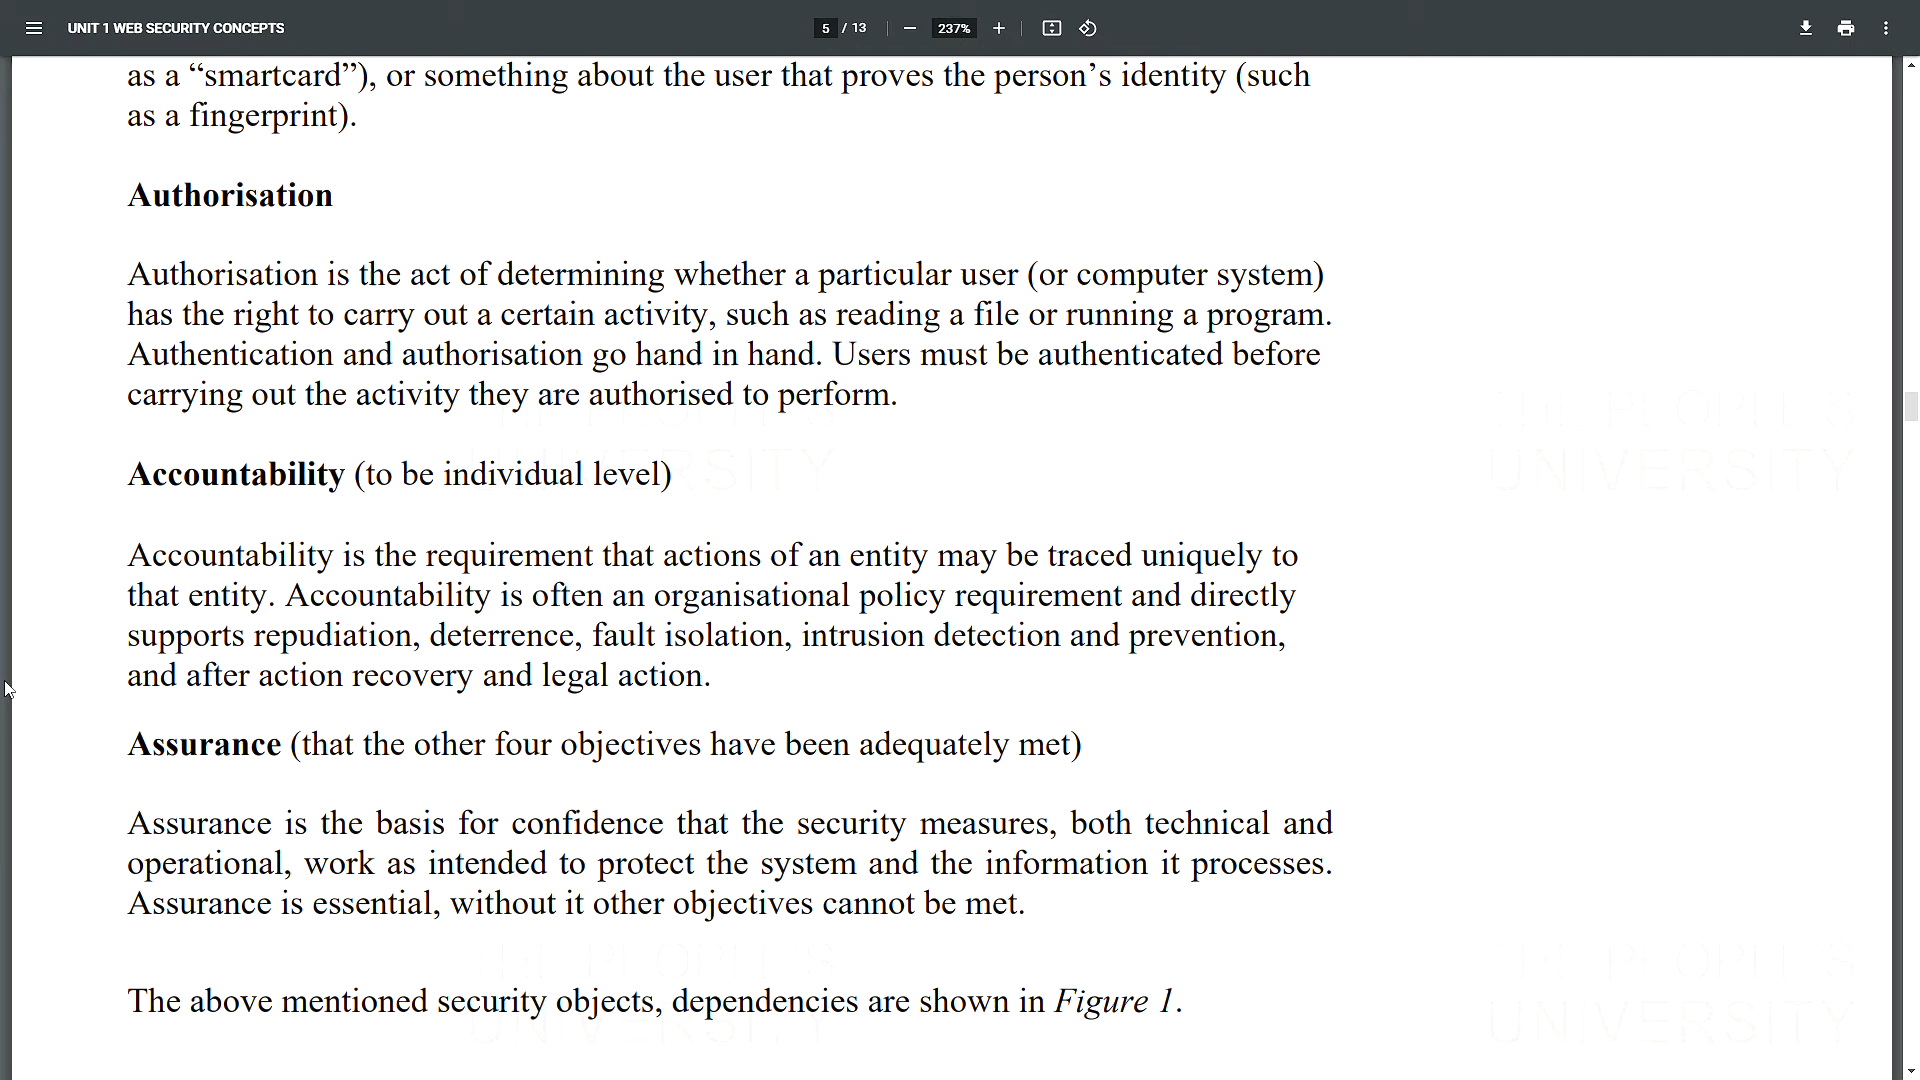 UNIT 1 WEB SECURITY CONCEPTS
5 / 13
237%
as a “smartcard”), or something about the user that proves the person’s identity (such
as a fingerprint).
Authorisation
Authorisation is the act of determining whether a particular user (or computer system)
has the right to carry out a certain activity, such as reading a file or running a program.
Authentication and authorisation go hand in hand. Users must be authenticated before
carrying out the activity they are authorised to perform.
Accountability (to be individual level)
Accountability is the requirement that actions of an entity may be traced uniquely to
that entity. Accountability is often an organisational policy requirement and directly
supports repudiation, deterrence, fault isolation, intrusion detection and prevention,
and after action recovery and legal action.
Assurance (that the other four objectives have been adequately met)
Assurance is the basis for confidence that the security measures, both technical and
operational, work as intended to protect the system and the information it processes.
Assurance is essential, without it other objectives cannot be met.
The above mentioned security objects, dependencies are shown in Figure 1.
PEOPLE'S
UNIVERSITY
PEOPLE'S
UNIVERSITY